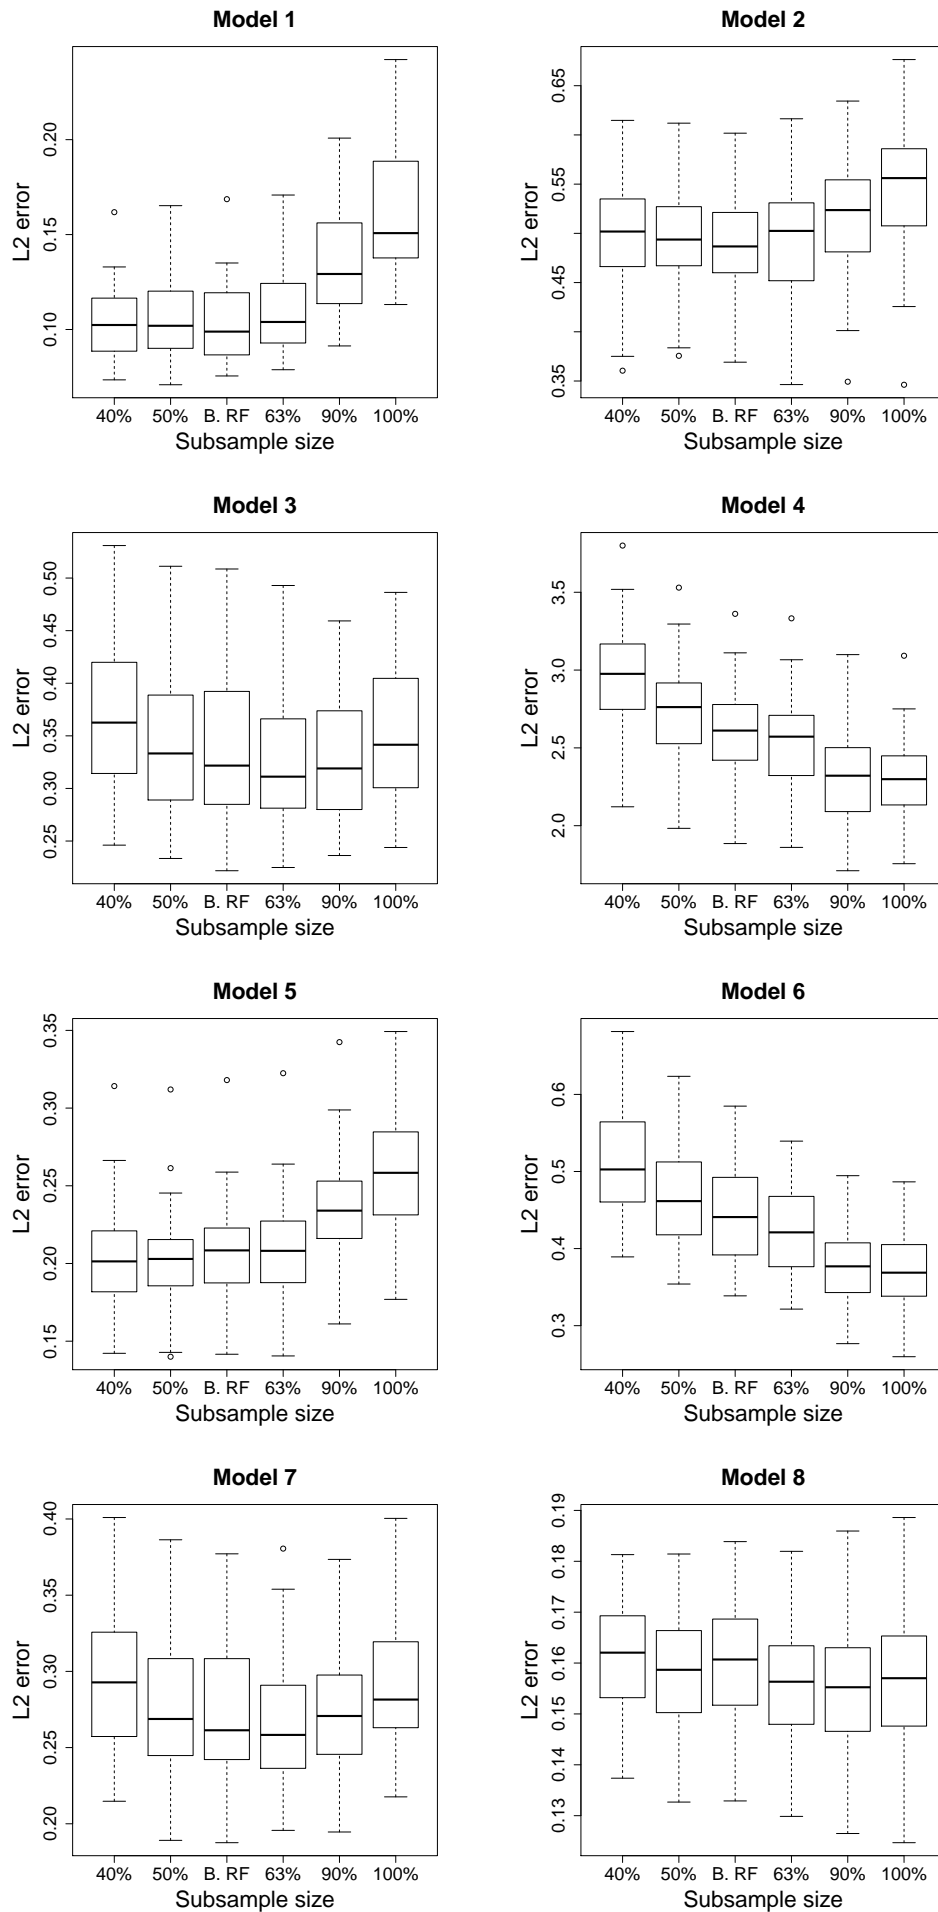 Model 1
L2 error
0.20
0.15
0.10
40% 50% B. RF 63% 90% 100%
Subsample size
Model 2
L2 error
0.65
0.55
0.45
0.35
40% 50% B. RF 63% 90% 100%
Subsample size
Model 3
L2 error
0.50
0.45
0.40
0.35
0.30
0.25
40% 50% B. RF 63% 90% 100%
Subsample size
Model 4
L2 error
3.5
3.0
2.5
2.0
40% 50% B. RF 63% 90% 100%
Subsample size
Model 5
L2 error
0.35
0.30
0.25
0.20
0.15
40% 50% B. RF 63% 90% 100%
Subsample size
Model 6
L2 error
0.6
0.5
0.4
0.3
40% 50% B. RF 63% 90% 100%
Subsample size
Model 7
L2 error
0.40
0.35
0.30
0.25
0.20
40% 50% B. RF 63% 90% 100%
Subsample size
Model 8
L2 error
0.19
0.18
0.17
0.16
0.15
0.14
0.13
40% 50% B. RF 63% 90% 100%
Subsample size